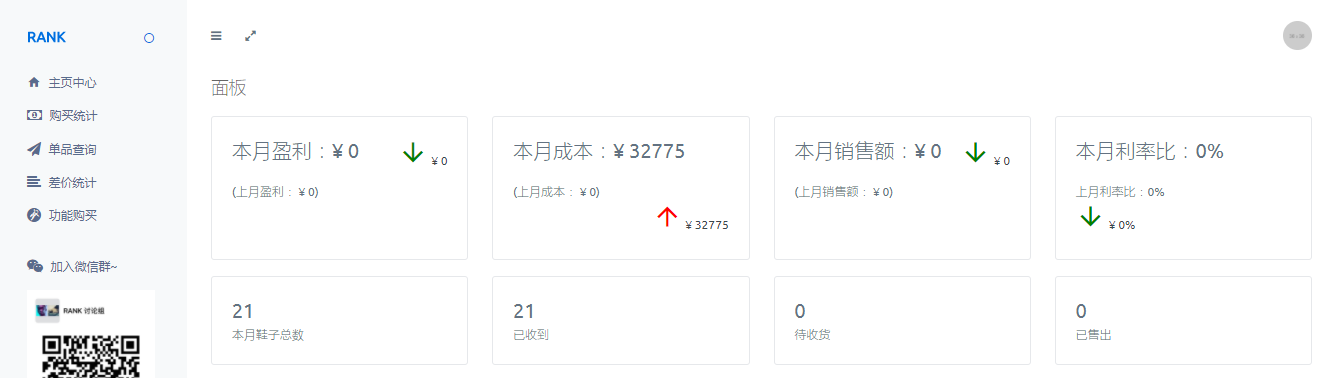 RANK
主页中心
购买统计
单品查询
差价统计
功能购买
加入微信群~
RANK 讨论组
面板
本月盈利：¥ 0
¥ 0
(上月盈利：¥ 0)
本月成本：¥ 32775
(上月成本：¥ 0)
¥ 32775
本月销售额：¥ 0
¥ 0
(上月销售额：¥ 0)
本月利率比：0%
上月利率比：0%
¥ 0%
21
本月鞋子总数
21
已收到
0
待收货
0
已售出